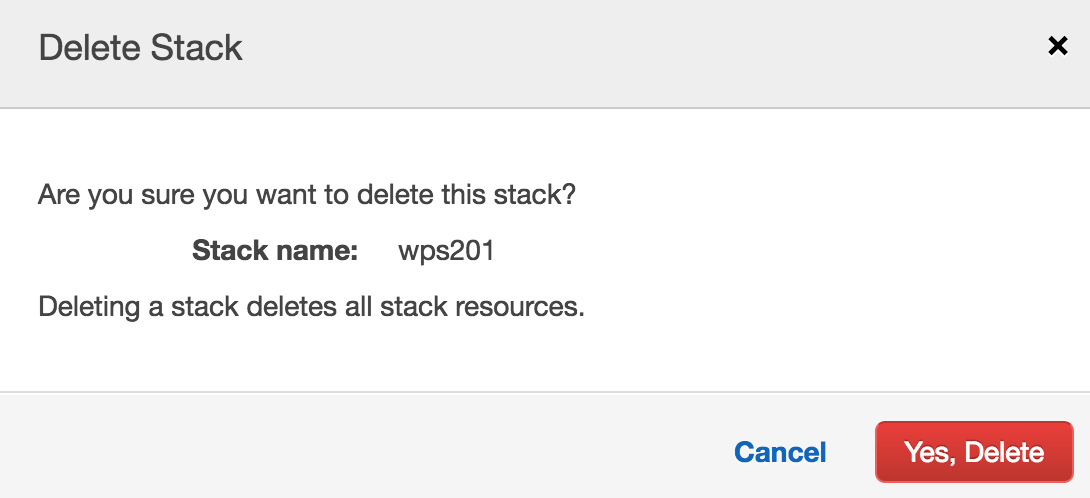 Delete Stack
Are you sure you want to delete this stack?
Stack name: wps201
Deleting a stack deletes all stack resources.
Cancel Yes, Delete